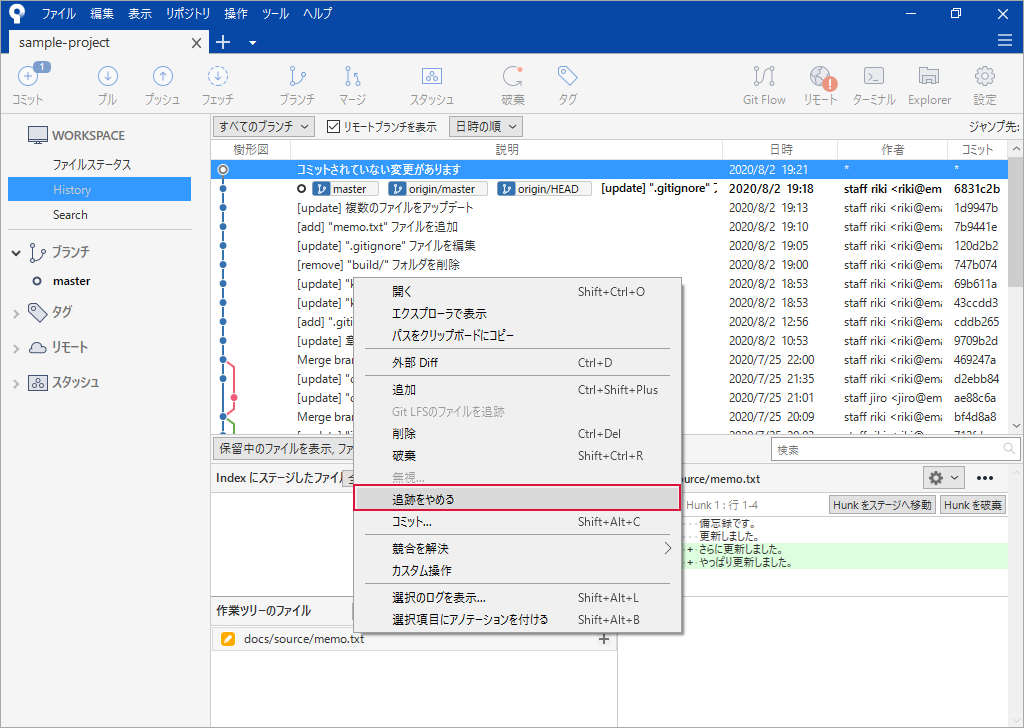 ファイル 編集 表示 リポジトリ 操作 ツール ヘルプ
sample-project
1
コミット プル プッシュ フェッチ ブランチ マージ スタッシュ 破棄 タグ Git Flow リモート ターミナル Explorer 設定
WORKSPACE
ファイルステータス
History
Search
ブランチ
master
タグ
リモート
スタッシュ
すべてのブランチ リモートブランチを表示 日時の順 ジャンプ先:
樹形図 説明 日時 作者 コミット
コミットされていない変更があります 2020/8/2 19:21 * *
master origin/master origin/HEAD [update] ".gitignore" 2020/8/2 19:18 staff riki <riki@em 6831c2b
[update] 複数のファイルをアップデート 2020/8/2 19:13 staff riki <riki@ema 1d9947b
[add] "memo.txt" ファイルを追加 2020/8/2 19:10 staff riki <riki@ema 7b9441e
[update] ".gitignore" ファイルを編集 2020/8/2 19:05 staff riki <riki@ema 120d2b2
[remove] "build/" フォルダを削除 2020/8/2 19:00 staff riki <riki@ema 747b074
[update] 2020/8/2 18:53 staff riki <riki@ema 69b611a
[update] 2020/8/2 18:53 staff riki <riki@ema 43ccdd3
[add] ".giti 2020/8/2 12:56 staff riki <riki@ema cddb265
[update] 2020/8/2 10:53 staff riki <riki@ema 9709b2d
Merge bran 2020/7/25 22:00 staff riki <riki@ema 469247a
[update] "c 2020/7/25 21:35 staff riki <riki@ema d2ebb84
[update] "c 2020/7/25 21:01 staff jiro <jiro@em ae88c6a
Merge bran 2020/7/25 20:09 staff riki <riki@ema bf4d8a8
開く Shift+Ctrl+O
エクスプローラで表示
パスをクリップボードにコピー
外部 Diff Ctrl+D
追加 Ctrl+Shift+Plus
Git LFSのファイルを追跡
削除 Ctrl+Del
破棄 Shift+Ctrl+R
無視...
追跡をやめる
コミット... Shift+Alt+C
競合を解決
カスタム操作
選択のログを表示... Shift+Alt+L
選択項目にアノテーションを付ける Shift+Alt+B
保留中のファイルを表示, ファ 検索
Index にステージしたファイル
urce/memo.txt
Hunk 1 : 行 1-4 Hunk をステージへ移動 Hunk を破棄
備忘録です。
更新しました。
+ さらに更新しました。
+ やっぱり更新しました。
作業ツリーのファイル
docs/source/memo.txt +